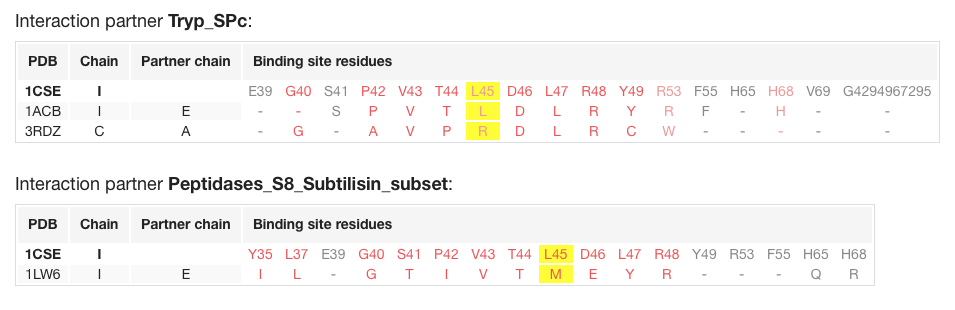 Interaction partner Tryp_SPc:
PDB Chain Partner chain Binding site residues
1CSE I E39 G40 S41 P42 V43 T44 L45 D46 L47 R48 Y49 R53 F55 H65 H68 V69 G4294967295
1ACB I E - - S P V T L D L R Y R F - H - -
3RDZ C A - G - A V P R D L R C W - - - - -
Interaction partner Peptidases_S8_Subtilisin_subset:
PDB Chain Partner chain Binding site residues
1CSE I Y35 L37 E39 G40 S41 P42 V43 T44 L45 D46 L47 R48 Y49 R53 F55 H65 H68
1LW6 I E I L - G T I V T M E Y R - - - Q R